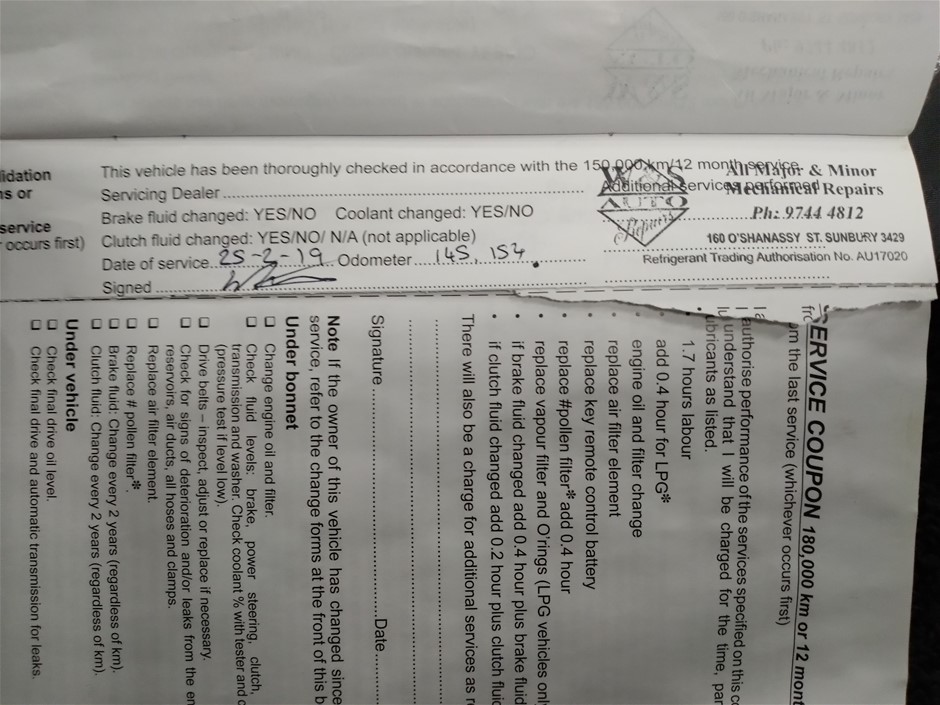 idation
ns or
service
occurs first)
This vehicle has been thoroughly checked in accordance with the 150,000 km/12 month service.
Servicing Dealer
Additional services performed
Brake fluid changed: YES/NO Coolant changed: YES/NO
Clutch fluid changed: YES/NO/ N/A (not applicable)
Date of service 25-2-19 Odometer 145,154
Signed
AUTO
Repairs
All Major & Minor
Mechanical Repairs
Ph: 9744 4812
160 O'SHANASSY ST. SUNBURY 3429
Refrigerant Trading Authorisation No. AU17020
SERVICE COUPON 180,000 km or 12 mont
om the last service (whichever occurs first)
I authorise performance of the services specified on this co
understand that I will be charged for the time, par
ubricants as listed.
• 1.7 hours labour
add 0.4 hour for LPG*
• engine oil and filter change
• replace air filter element
• replace key remote control battery
• replace #pollen filter* add 0.4 hour
• replace vapour filter and O'rings (LPG vehicles onl
• if brake fluid changed add 0.4 hour plus brake fluid
• if clutch fluid changed add 0.2 hour plus clutch fluid
There will also be a charge for additional services as r
Signature Date
Note If the owner of this vehicle has changed since
service, refer to the change forms at the front of this b
Under bonnet
❑ Change engine oil and filter.
❑ Check fluid levels: brake, power steering, clutch,
transmission and washer. Check coolant % with tester and c
(pressure test if level low).
❑ Drive belts – inspect, adjust or replace if necessary.
❑ Check for signs of deterioration and/or leaks from the en
reservoirs, air ducts, all hoses and clamps.
❑ Replace air filter element.
❑ Replace # pollen filter.*
❑ Brake fluid: Change every 2 years (regardless of km).
❑ Clutch fluid: Change every 2 years (regardless of km).
Under vehicle
❑ Check final drive oil level.
❑ Check final drive and automatic transmission for leaks.